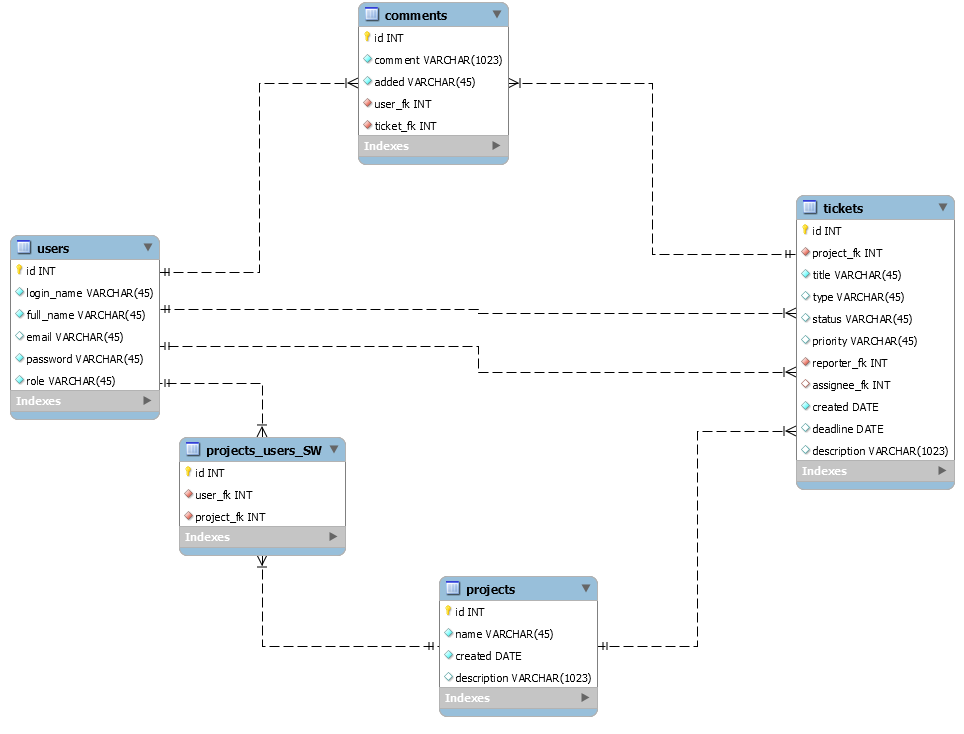 comments
id INT
comment VARCHAR(1023)
added VARCHAR(45)
user_fk INT
ticket_fk INT
Indexes
users
id INT
login_name VARCHAR(45)
full_name VARCHAR(45)
email VARCHAR(45)
password VARCHAR(45)
role VARCHAR(45)
Indexes
tickets
id INT
project_fk INT
title VARCHAR(45)
type VARCHAR(45)
status VARCHAR(45)
priority VARCHAR(45)
reporter_fk INT
assignee_fk INT
created DATE
deadline DATE
description VARCHAR(1023)
Indexes
projects_users_SW
id INT
user_fk INT
project_fk INT
Indexes
projects
id INT
name VARCHAR(45)
created DATE
description VARCHAR(1023)
Indexes